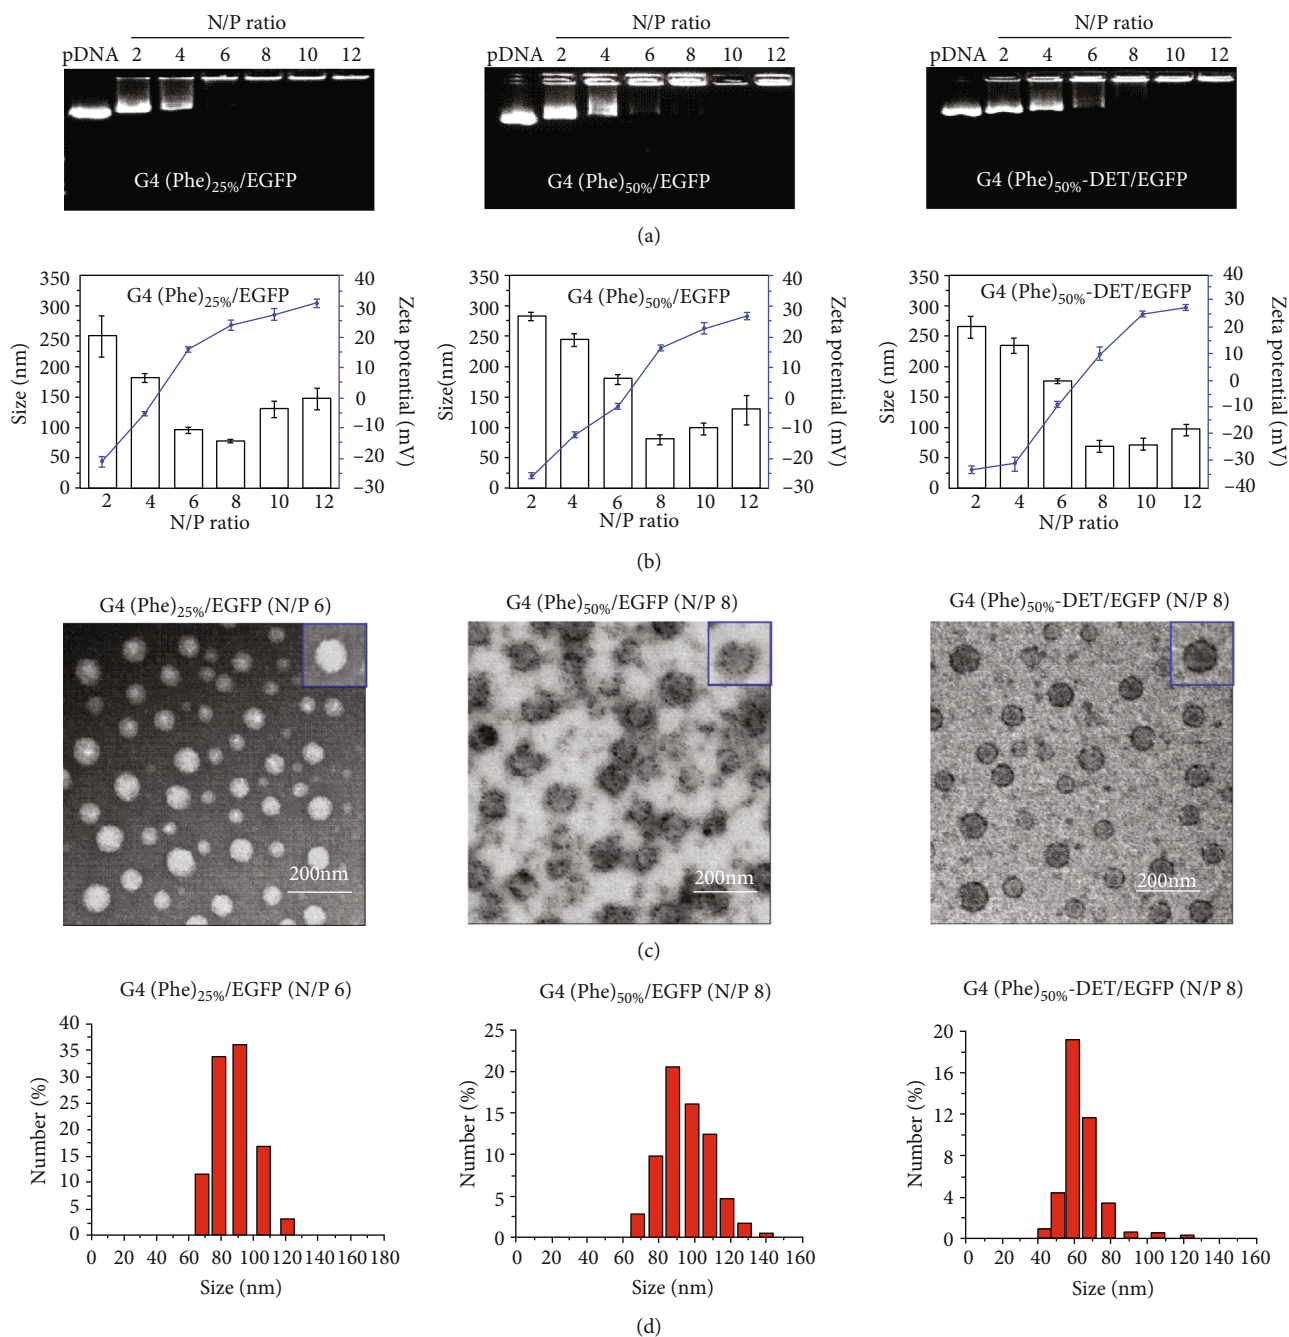 N/P ratio N/P ratio N/P ratio
pDNA 2 4 6 8 10 12 pDNA 2 4 6 8 10 12 pDNA 2 4 6 8 10 12
G4 (Phe)25%/EGFP G4 (Phe)50%/EGFP G4 (Phe)50%-DET/EGFP
(a)
G4 (Phe)25%/EGFP
Size (nm)
350
300
250
200
150
100
50
0
40
30
20
10
0
−10
−20
−30
Zeta potential (mV)
2 4 6 8 10 12
N/P ratio
G4 (Phe)50%/EGFP
Size(nm)
350
300
250
200
150
100
50
0
40
30
20
10
0
−10
−20
−30
Zeta potential (mV)
2 4 6 8 10 12
N/P ratio
G4 (Phe)50%-DET/EGFP
Size (nm)
350
300
250
200
150
100
50
0
40
30
20
10
0
−10
−20
−30
−40
Zeta potential (mV)
2 4 6 8 10 12
N/P ratio
(b)
G4 (Phe)25%/EGFP (N/P 6) G4 (Phe)50%/EGFP (N/P 8) G4 (Phe)50%-DET/EGFP (N/P 8)
200nm 200nm 200nm
(c)
G4 (Phe)25%/EGFP (N/P 6)
Number (%)
40
35
30
25
20
15
10
5
0
0 20 40 60 80 100 120 140 160 180
Size (nm)
G4 (Phe)50%/EGFP (N/P 8)
Number (%)
25
20
15
10
5
0
0 20 40 60 80 100 120 140 160
Size (nm)
G4 (Phe)50%-DET/EGFP (N/P 8)
Number (%)
20
16
12
8
4
0
0 20 40 60 80 100 120 140 160
Size (nm)
(d)